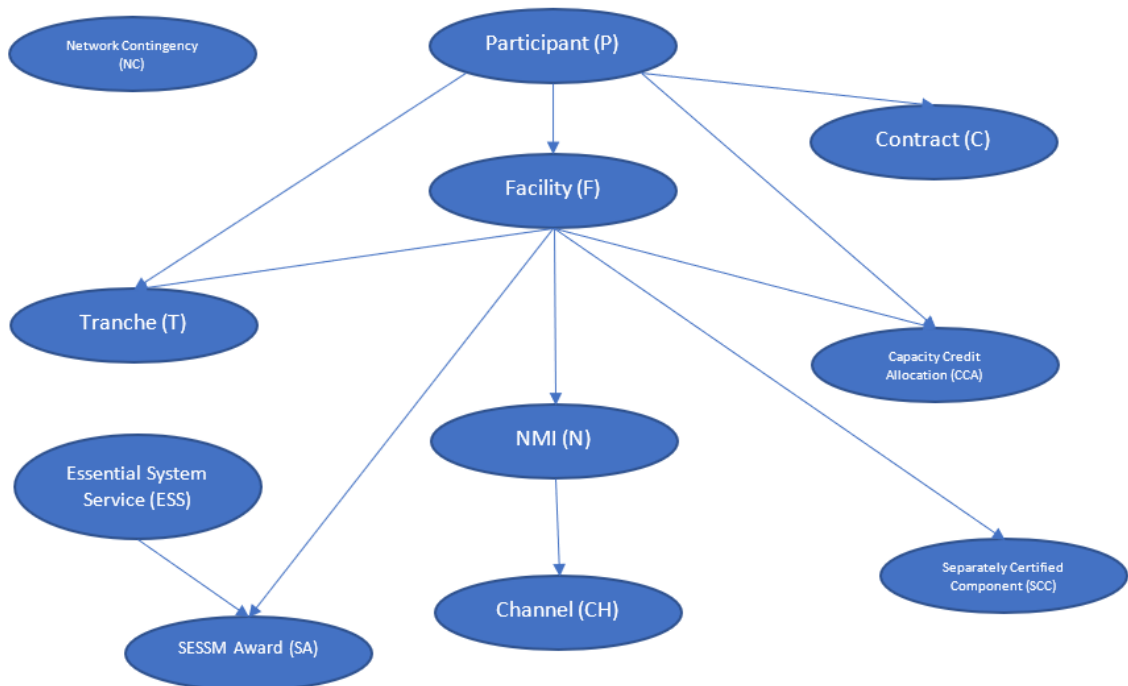 Network Contingency
(NC)
Participant (P)
Contract (C)
Facility (F)
Tranche (T)
Capacity Credit
Allocation (CCA)
NMI (N)
Essential System
Service (ESS)
Separately Certified
Component (SCC)
Channel (CH)
SESSM Award (SA)